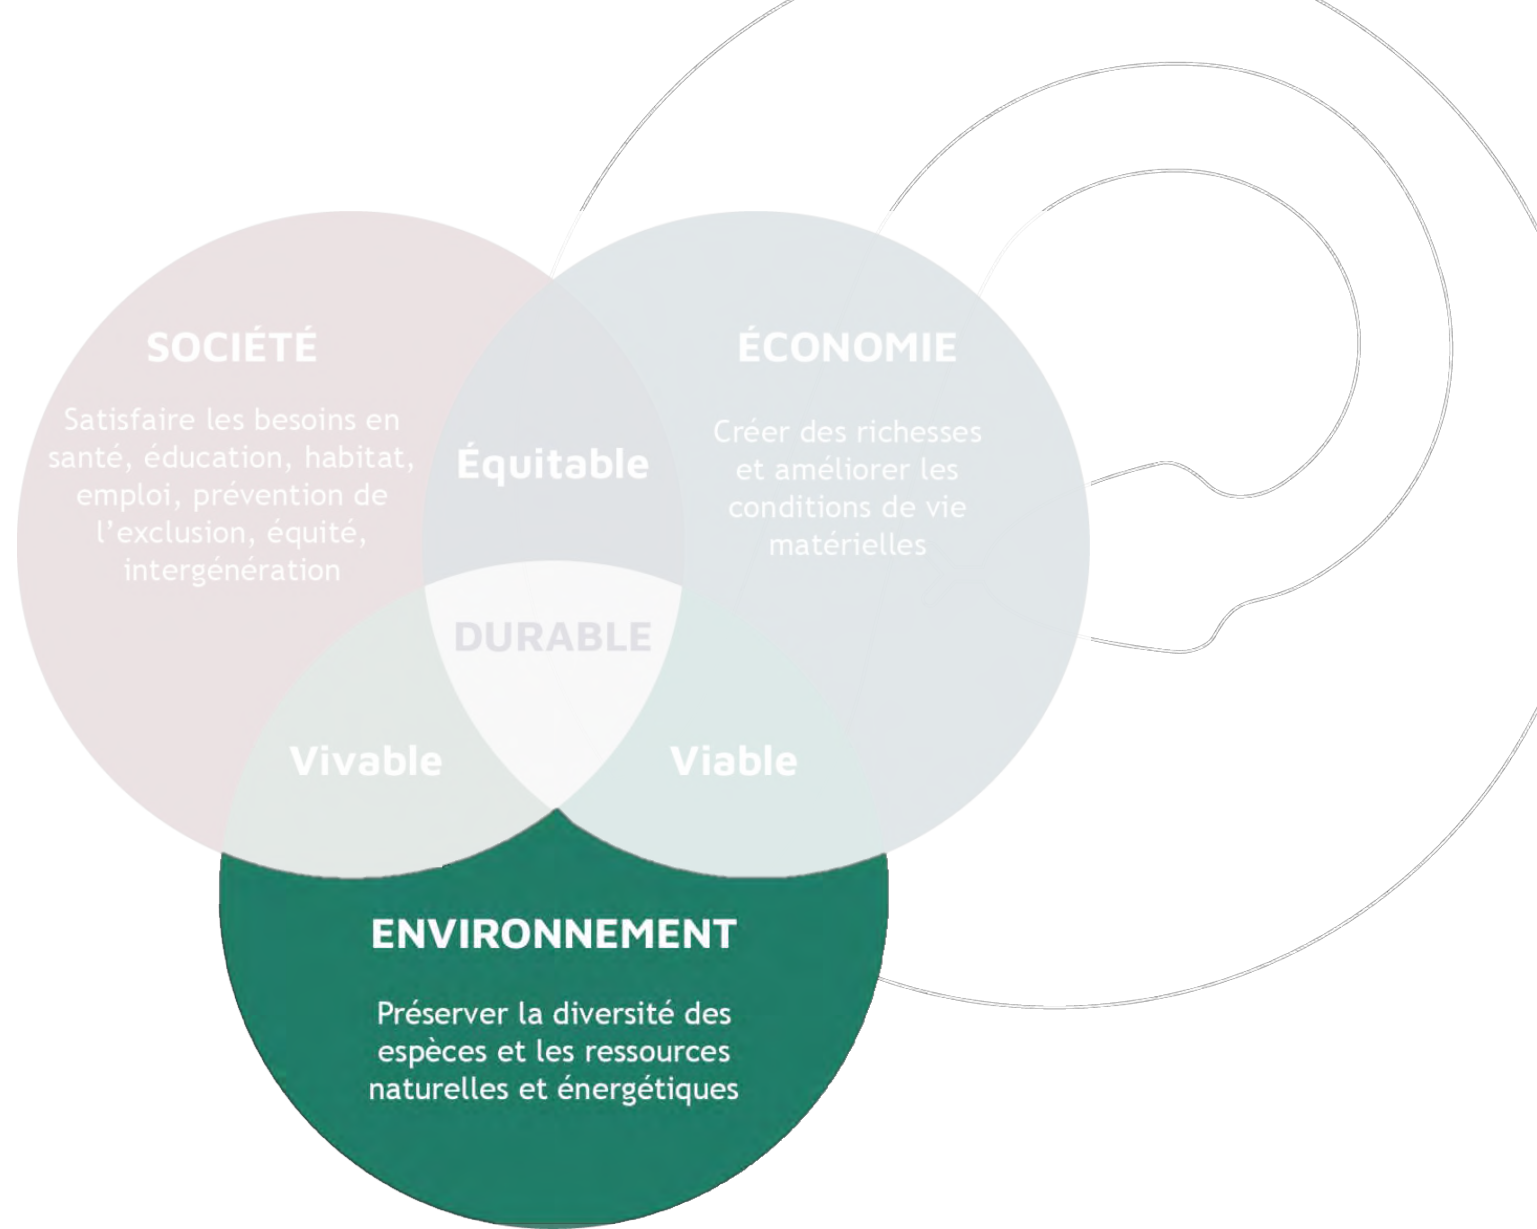 SOCIÉTÉ
Satisfaire les besoins en
santé, éducation, habitat,
emploi, prévention de
l'exclusion, équité,
intergénération
Équitable
ÉCONOMIE
Créer des richesses
et améliorer les
conditions de vie
matérielles
DURABLE
Vivable
Viable
ENVIRONNEMENT
Préserver la diversité des
espèces et les ressources
naturelles et énergétiques